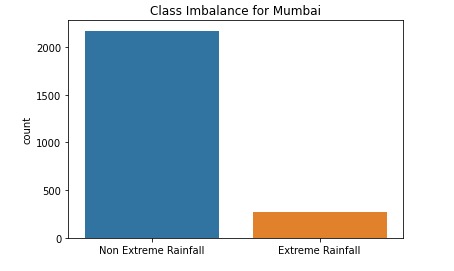 Class Imbalance for Mumbai
2000
1500
1000
500
0
count
Non Extreme Rainfall
Extreme Rainfall